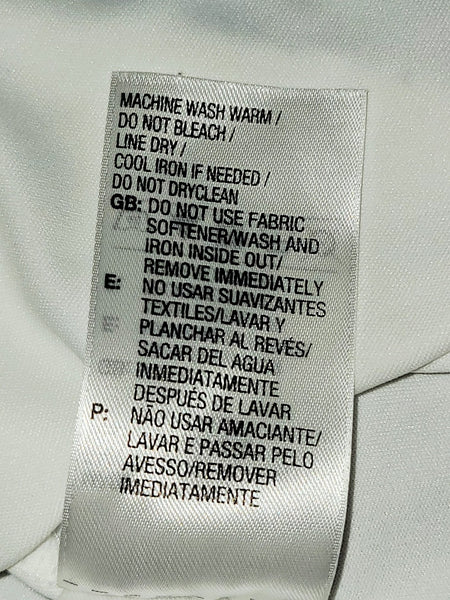 MACHINE WASH WARM /
DO NOT BLEACH /
LINE DRY /
COOL IRON IF NEEDED /
DO NOT DRYCLEAN
GB: DO NOT USE FABRIC
SOFTENER/WASH AND
IRON INSIDE OUT/
REMOVE IMMEDIATELY
E: NO USAR SUAVIZANTES
TEXTILES/LAVAR Y
PLANCHAR AL REVÉS/
SACAR DEL AGUA
INMEDIATAMENTE
DESPUÉS DE LAVAR
P: NÃO USAR AMACIANTE/
LAVAR E PASSAR PELO
AVESSO/REMOVER
IMEDIATAMENTE